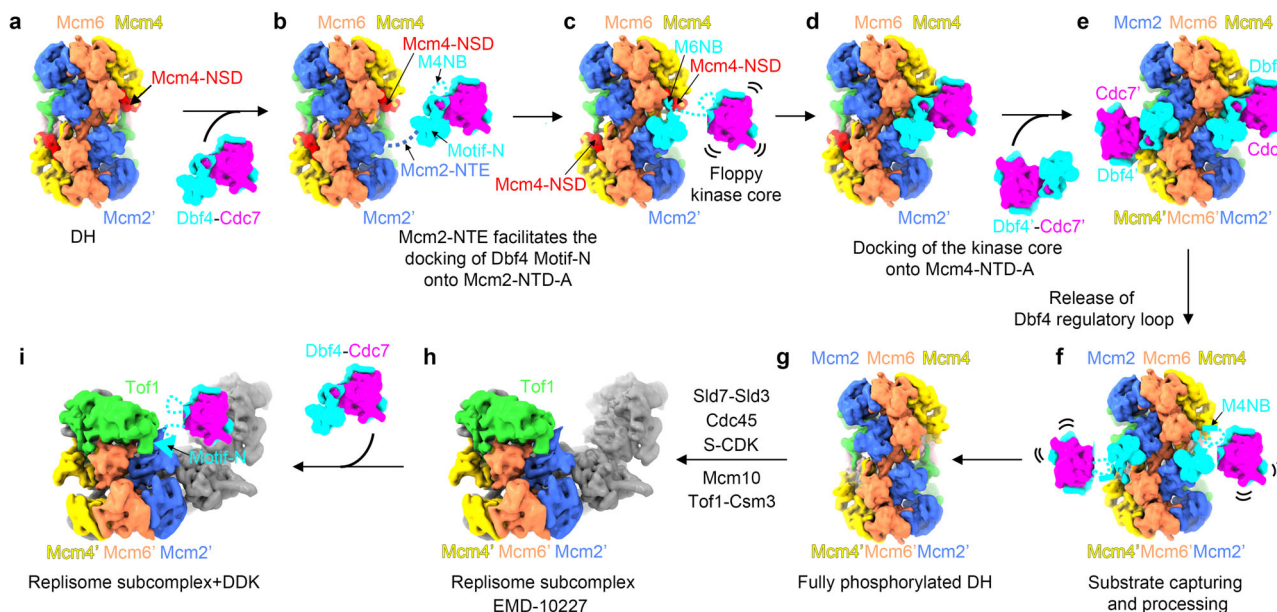 a
Mcm6 Mcm4
Mcm4-NSD
Dbf4-Cdc7
Mcm2'
DH
b
Mcm6 Mcm4
Mcm4-NSD
M4NB
Motif-N
Mcm2-NTE
Mcm2'
Mcm2-NTE facilitates the
docking of Dbf4 Motif-N
onto Mcm2-NTD-A
c
Mcm6 Mcm4
M6NB
Mcm4-NSD
Mcm4-NSD
Floppy
kinase core
Mcm2'
d
Mcm6 Mcm4
Mcm2'
Docking of the kinase core
onto Mcm4-NTD-A
Dbf4'-Cdc7'
e
Mcm2 Mcm6 Mcm4
Dbf
Cdc7'
Cdc
Dbf4'
Mcm4' Mcm6' Mcm2'
Release of
Dbf4 regulatory loop
f
Mcm2 Mcm6 Mcm4
M4NB
Mcm4' Mcm6' Mcm2'
Substrate capturing
and processing
g
Mcm2 Mcm6 Mcm4
Mcm4' Mcm6' Mcm2'
Fully phosphorylated DH
Sld7-Sld3
Cdc45
S-CDK
Mcm10
Tof1-Csm3
h
Tof1
Mcm4' Mcm6' Mcm2'
Replisome subcomplex
EMD-10227
Dbf4-Cdc7
i
Tof1
Motif-N
Mcm4' Mcm6' Mcm2'
Replisome subcomplex+DDK